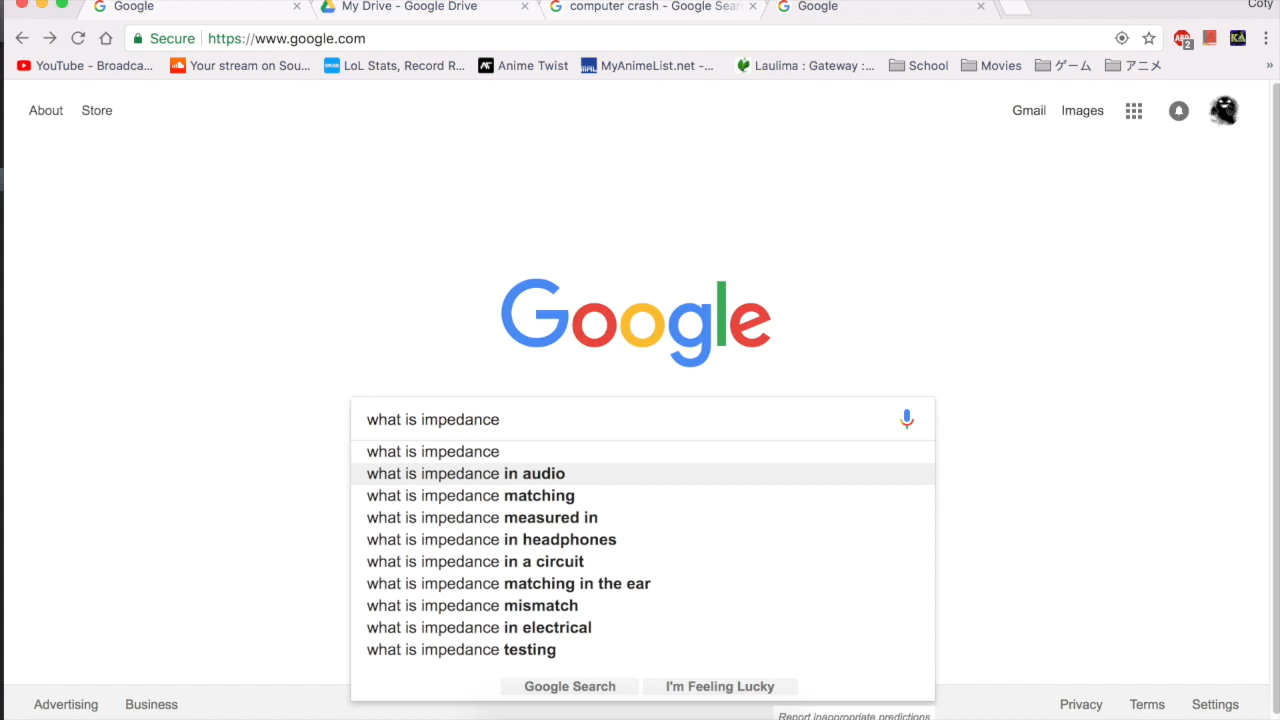 Google
My Drive - Google Drive
computer crash - Google Sear
Google
Coty
Secure
https://www.google.com
ABP
2
KA
YouTube - Broadca...
Your stream on Sou...
LoL Stats, Record R...
Anime Twist
MyAnimeList.net -...
Laulima : Gateway :...
School
Movies
ゲーム
アニメ
»
About
Store
Gmail
Images
Google
what is impedance
what is impedance
what is impedance in audio
what is impedance matching
what is impedance measured in
what is impedance in headphones
what is impedance in a circuit
what is impedance matching in the ear
what is impedance mismatch
what is impedance in electrical
what is impedance testing
Google Search
I'm Feeling Lucky
Advertising
Business
Privacy
Terms
Settings
Report inappropriate predictions